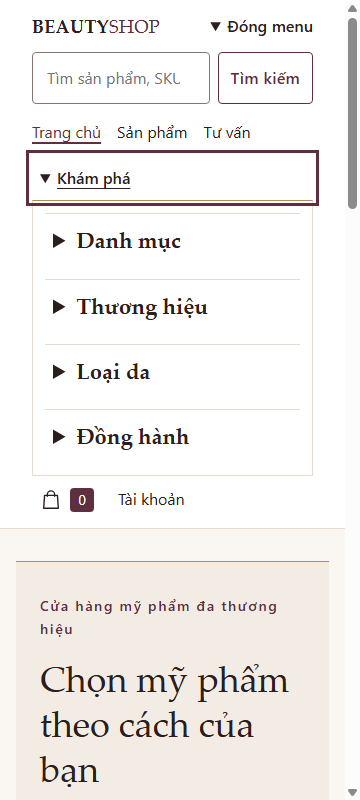 BEAUTYSHOP
▼ Đóng menu
Tìm sản phẩm, SKU
Tìm kiếm
Trang chủ Sản phẩm Tư vấn
▼ Khám phá
▶ Danh mục
▶ Thương hiệu
▶ Loại da
▶ Đồng hành
0 Tài khoản
Cửa hàng mỹ phẩm đa thương
hiệu
Chọn mỹ phẩm
theo cách của
bạn